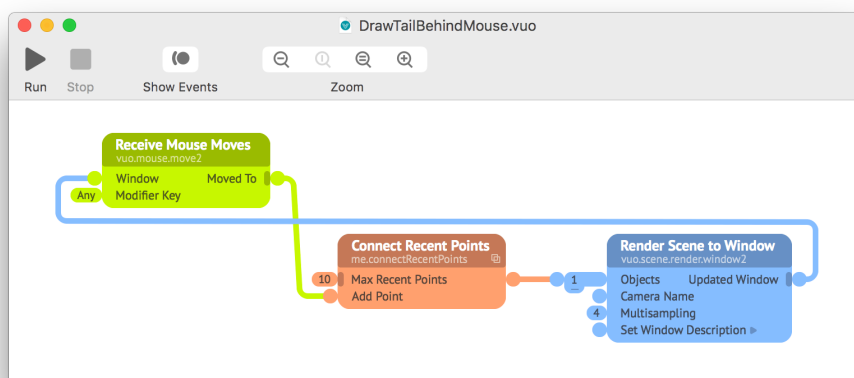 DrawTailBehindMouse.vuo
Run Stop Show Events Zoom
Receive Mouse Moves
vuo.mouse.move2
Window Moved To
Any Modifier Key
Connect Recent Points Render Scene to Window
me.connectRecentPoints vuo.scene.render.window2
10 Max Recent Points 1 Objects Updated Window
Add Point Camera Name
4 Multisampling
Set Window Description